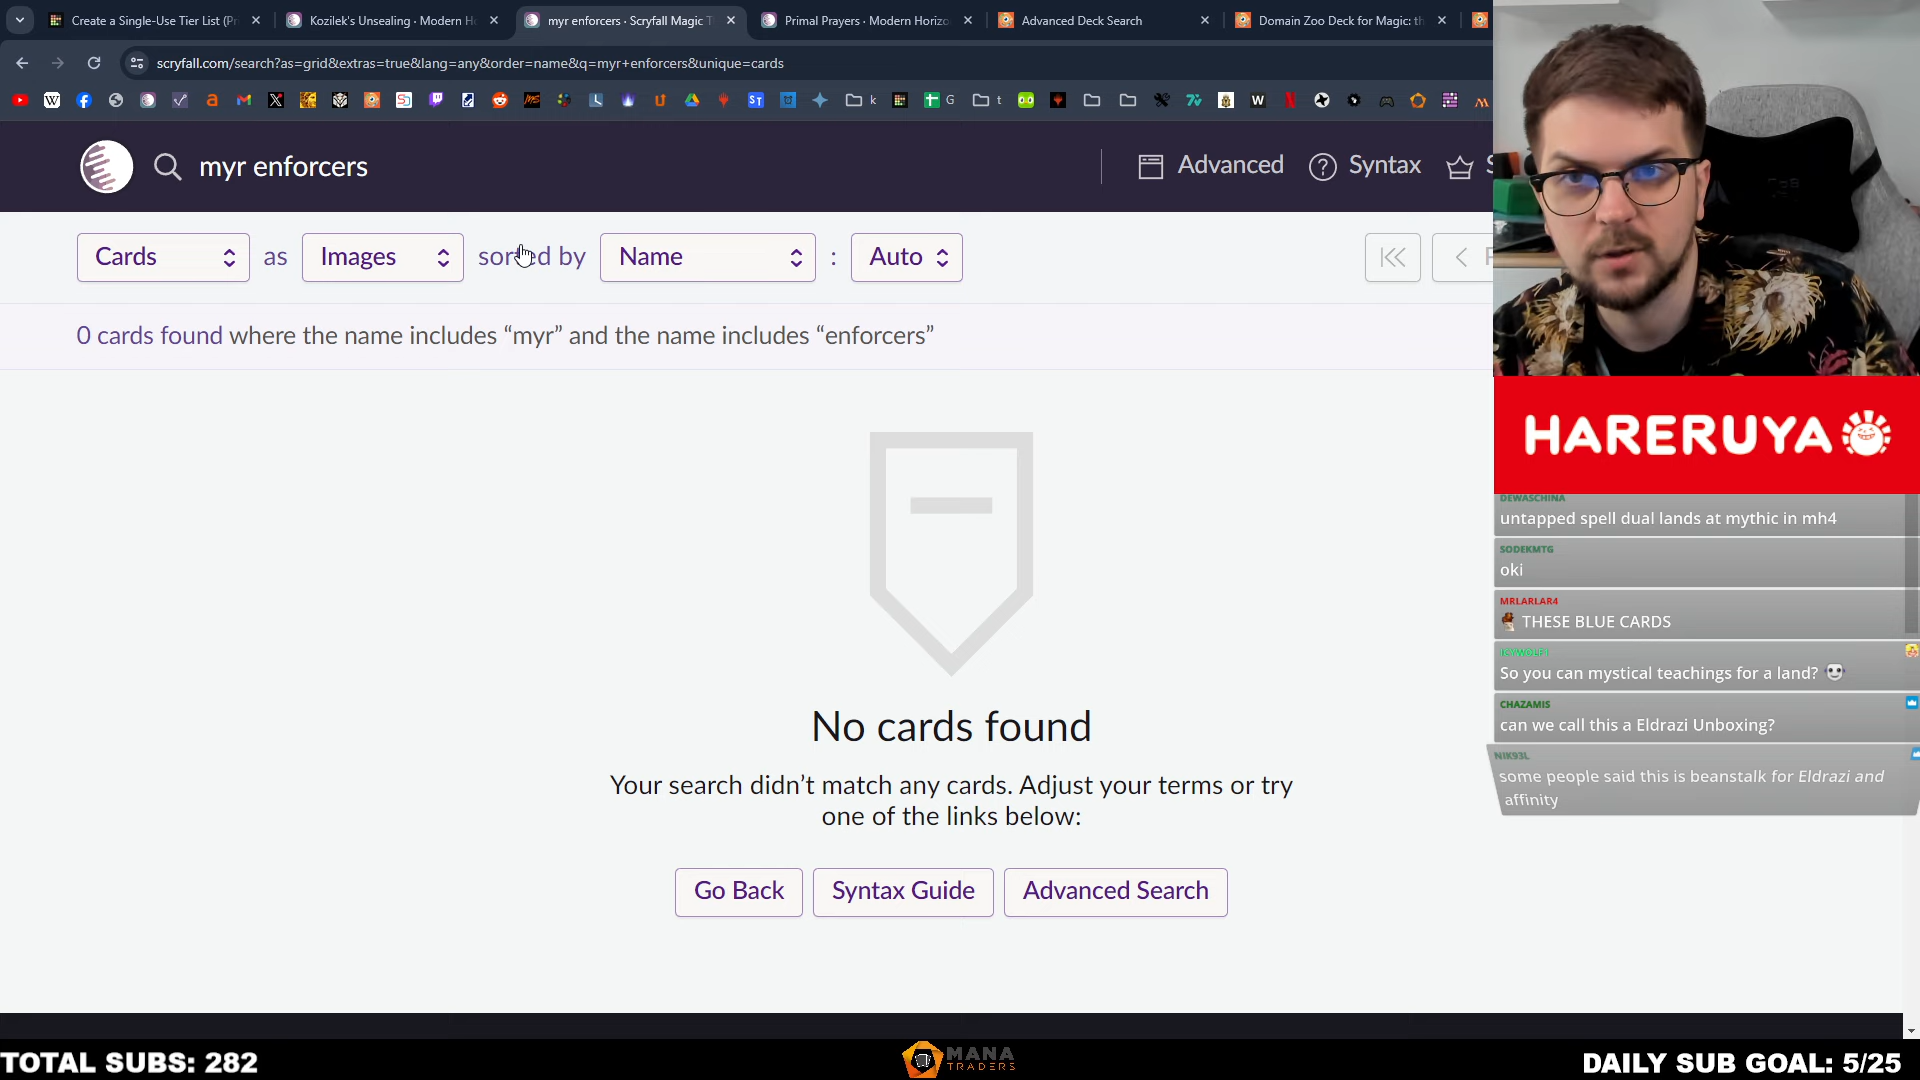 Create a Single-Use Tier List (Pr
Kozilek's Unsealing · Modern H
myr enforcers · Scryfall Magic T
Primal Prayers · Modern Horizo
Advanced Deck Search
Domain Zoo Deck for Magic: th
scryfall.com/search?as=grid&extras=true&lang=any&order=name&q=myr+enforcers&unique=cards
k
G
t
myr enforcers
Advanced
Syntax
S
Cards
as
Images
sorted by
Name
:
Auto
0 cards found where the name includes “myr” and the name includes “enforcers”
No cards found
Your search didn’t match any cards. Adjust your terms or try
one of the links below:
Go Back
Syntax Guide
Advanced Search
HARERUYA
DEWASCHINA
untapped spell dual lands at mythic in mh4
SODEKMTG
oki
MRLARLAR4
THESE BLUE CARDS
So you can mystical teachings for a land?
CHAZAMIS
can we call this a Eldrazi Unboxing?
NIK93L
some people said this is beanstalk for Eldrazi and
affinity
TOTAL SUBS: 282
MANA
TRADERS
DAILY SUB GOAL: 5/25